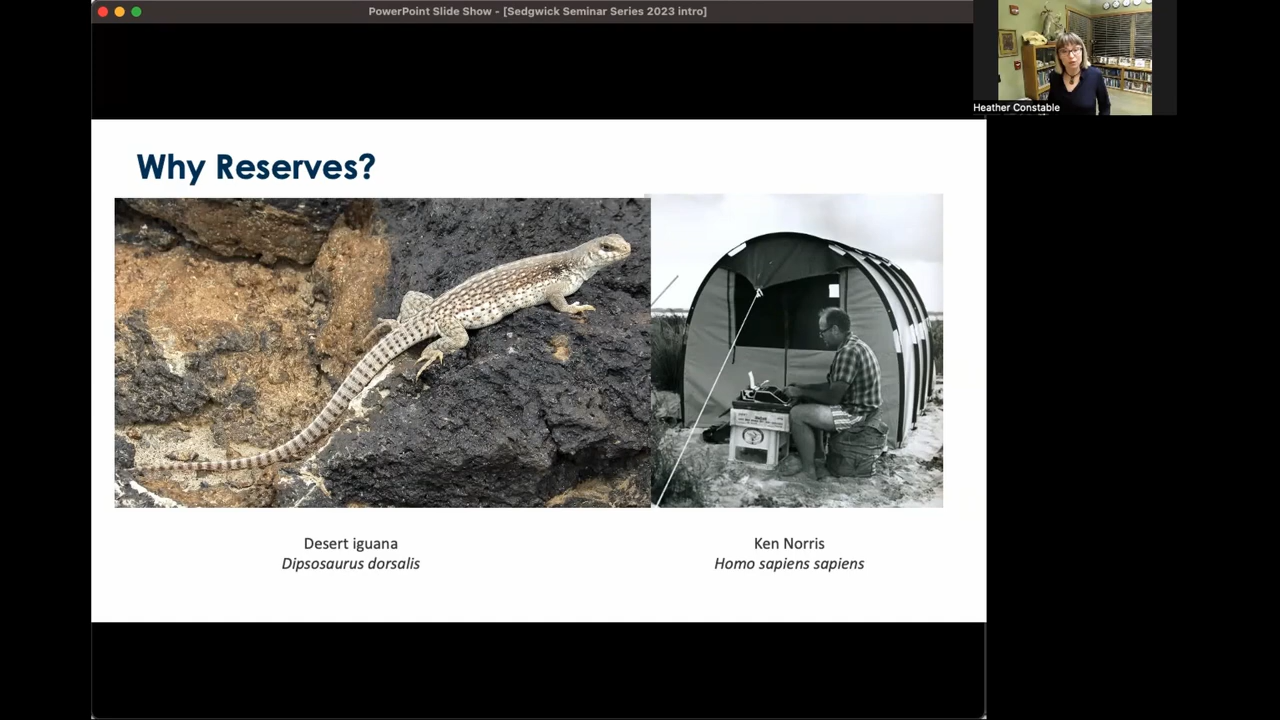 PowerPoint Slide Show - [Sedgwick Seminar Series 2023 intro]
Heather Constable
Why Reserves?
Desert iguana
Dipsosaurus dorsalis
Ken Norris
Homo sapiens sapiens